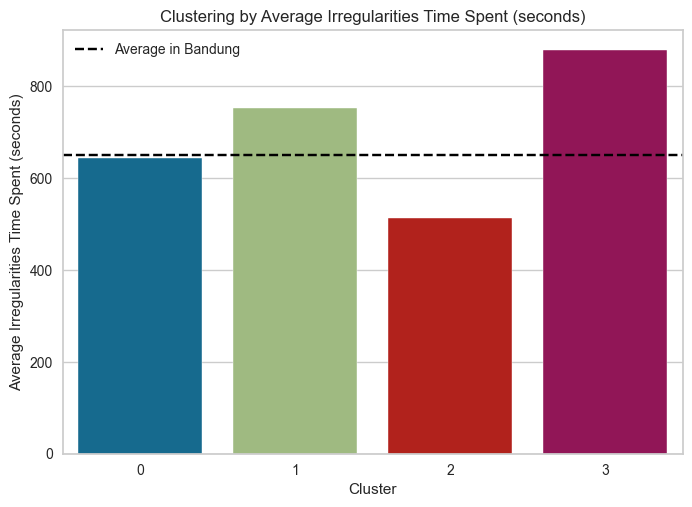 Clustering by Average Irregularities Time Spent (seconds)
Average in Bandung
Average Irregularities Time Spent (seconds)
800
600
400
200
0
0 1 2 3
Cluster